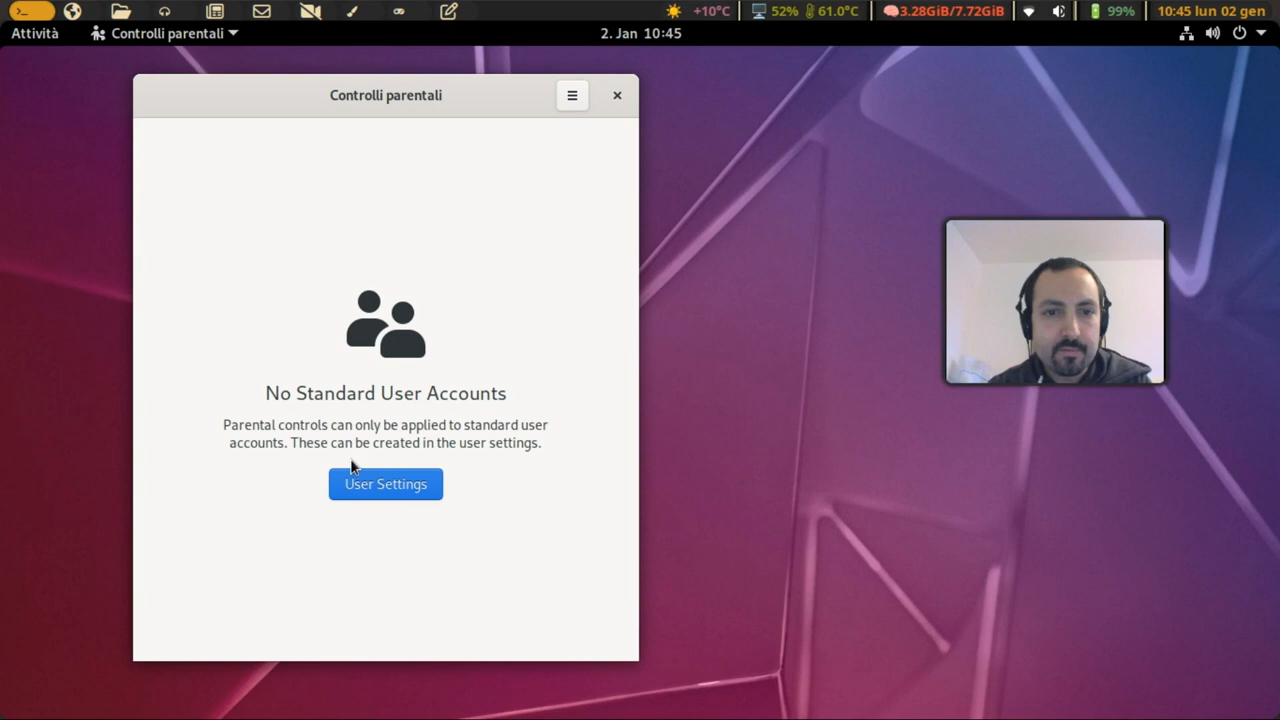 +10°C 52% 61.0°C 3.28GiB/7.72GiB 99% 10:45 lun 02 gen
Attività Controlli parentali 2. Jan 10:45
Controlli parentali
No Standard User Accounts
Parental controls can only be applied to standard user
accounts. These can be created in the user settings.
User Settings